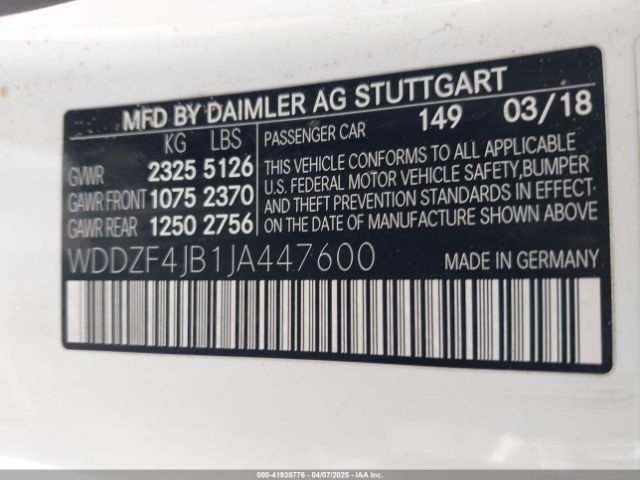 MFD BY DAIMLER AG STUTTGART
KG LBS PASSENGER CAR 149 03/18
GVWR 2325 5126
GAWR FRONT 1075 2370
GAWR REAR 1250 2756
THIS VEHICLE CONFORMS TO ALL APPLICABLE
U.S. FEDERAL MOTOR VEHICLE SAFETY,BUMPER
AND THEFT PREVENTION STANDARDS IN EFFECT
ON THE DATE OF MANUFACTURE SHOWN ABOVE
WDDZF4JB1JA447600 MADE IN GERMANY
000-41938776 - 04/07/2025 - IAAI.COM